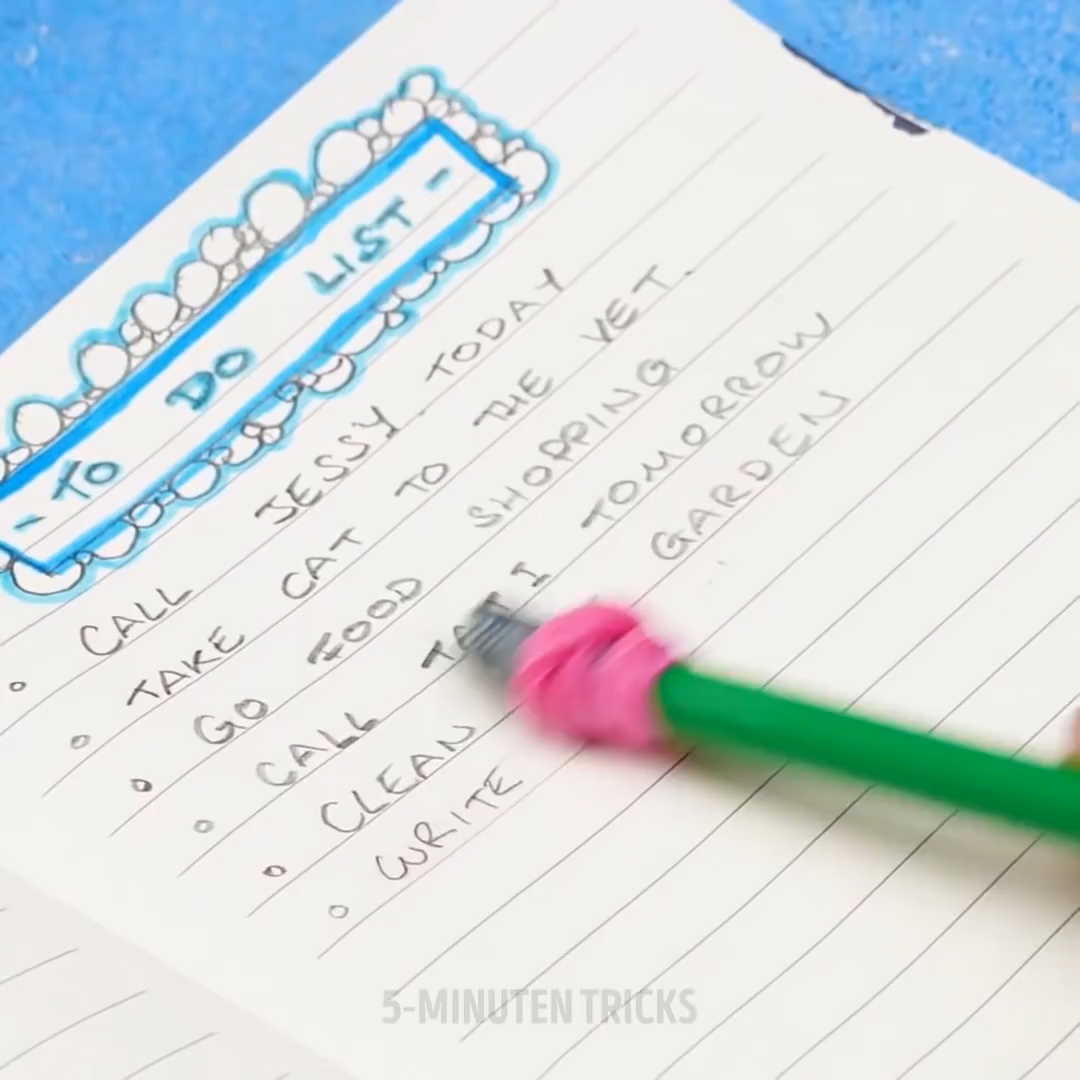 - TO DO LIST -
° CALL JESSY TODAY
° TAKE CAT TO THE VET.
° GO FOOD SHOPPING
° CALL TATI TOMORROW
° CLEAN GARDEN
° WRITE
5-MINUTEN TRICKS